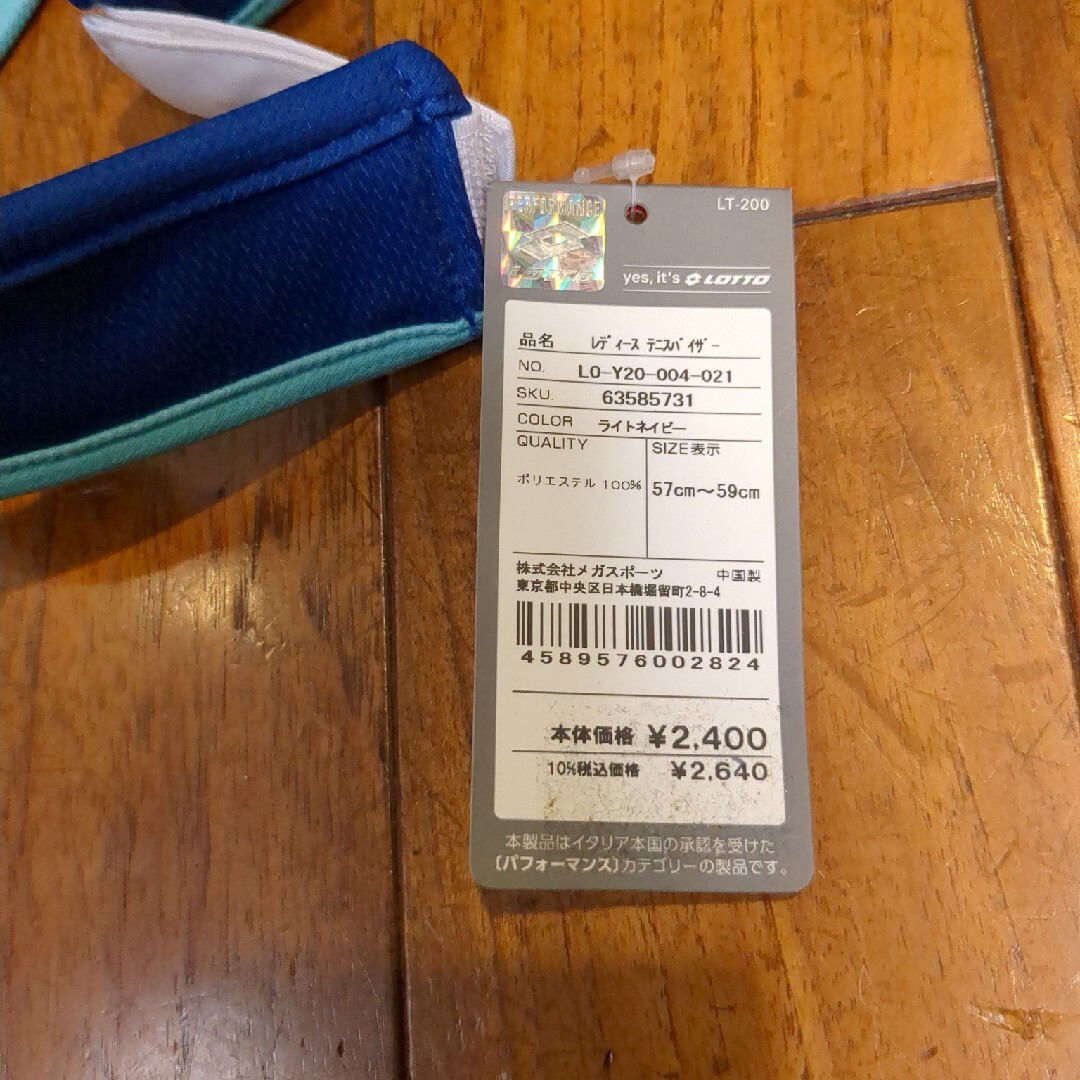 LT-200
PERFORMANCE
LOTTO
yes, it's LOTTO
品名 ﾚﾃﾞｨｰｽ ﾃﾆｽﾊﾞｲｻﾞｰ
NO. LO-Y20-004-021
SKU. 63585731
COLOR ライトネイビー
QUALITY SIZE表示
ポリエステル 100% 57cm～59cm
株式会社メガスポーツ 中国製
東京都中央区日本橋堀留町2-8-4
4589576002824
本体価格 ¥2,400
10%税込価格 ¥2,640
本製品はイタリア本国の承認を受けた
〔パフォーマンス〕カテゴリーの製品です。